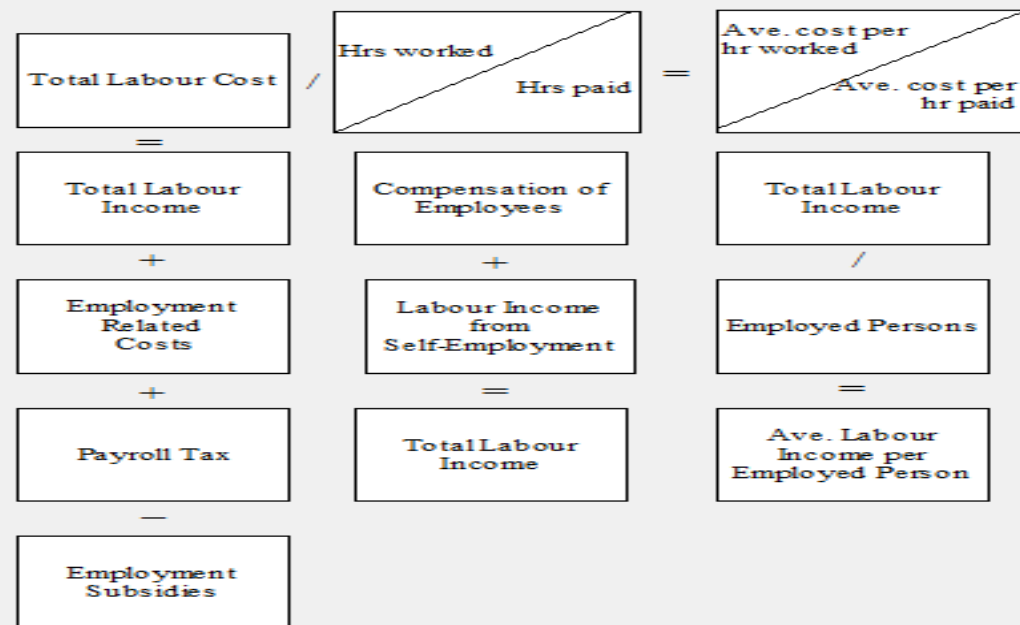 Total Labour Cost
/
Hrs worked
Hrs paid
=
Ave. cost per
hr worked
Ave. cost per
hr paid
=
Total Labour
Income
Compensation of
Employees
Total Labour
Income
+
+
/
Employment
Related
Costs
Labour Income
from
Self-Employment
Employed Persons
+
=
=
Payroll Tax
Total Labour
Income
Ave. Labour
Income per
Employed Person
−
Employment
Subsidies